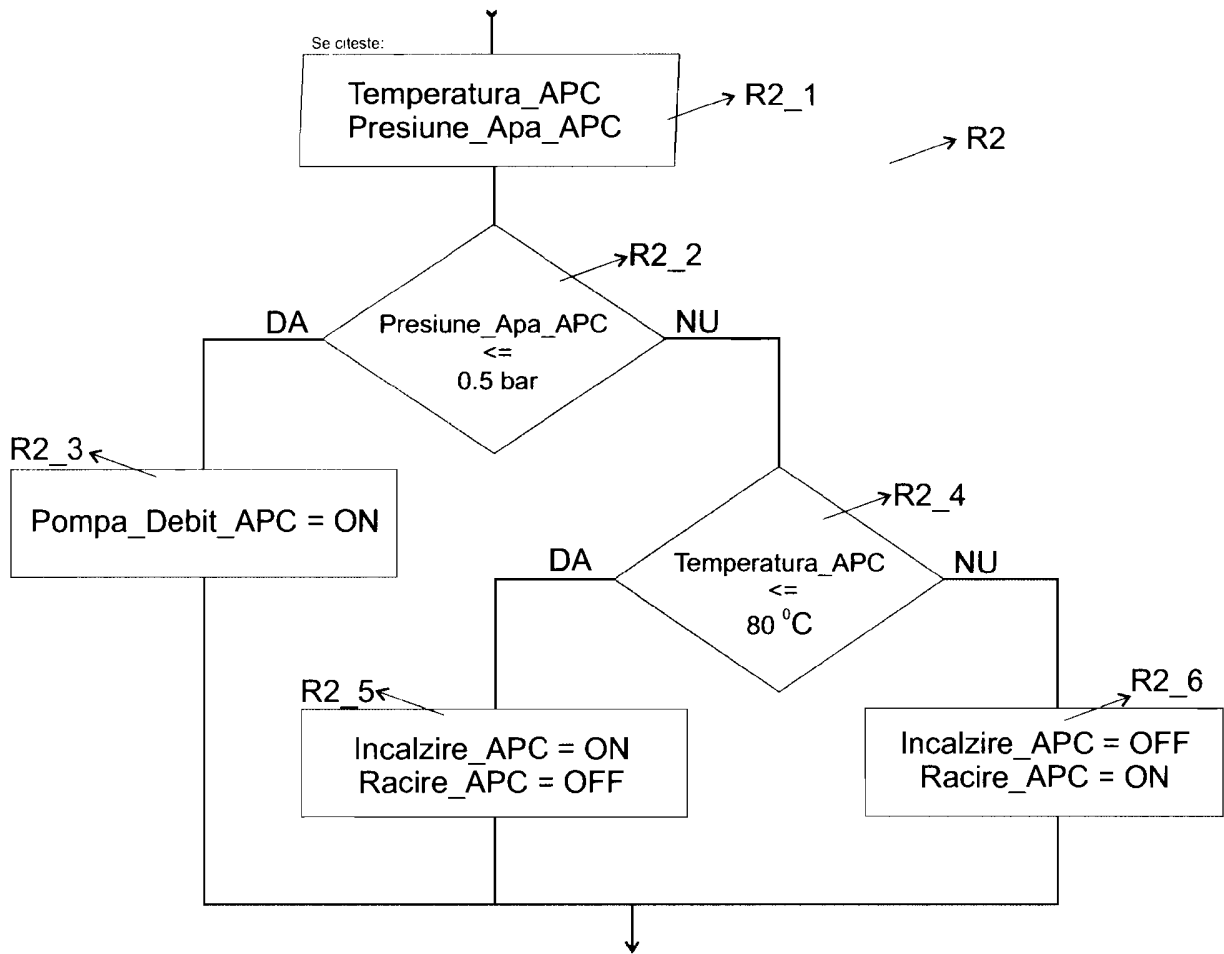 Se citeste:
Temperatura_APC
Presiune_Apa_APC
R2_1
R2
R2_2
DA
Presiune_Apa_APC
<=
0.5 bar
NU
R2_3
Pompa_Debit_APC = ON
R2_4
DA
Temperatura_APC
<=
80 ⁰C
NU
R2_5
Incalzire_APC = ON
Racire_APC = OFF
R2_6
Incalzire_APC = OFF
Racire_APC = ON